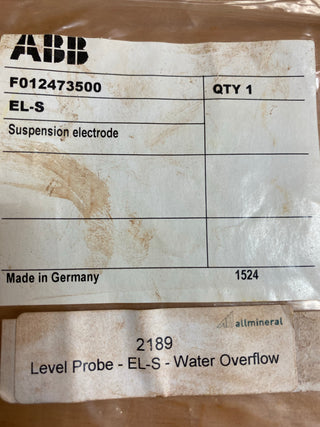 ABB
F012473500 QTY 1
EL-S
Suspension electrode
Made in Germany 1524
allmineral
2189
Level Probe - EL-S - Water Overflow